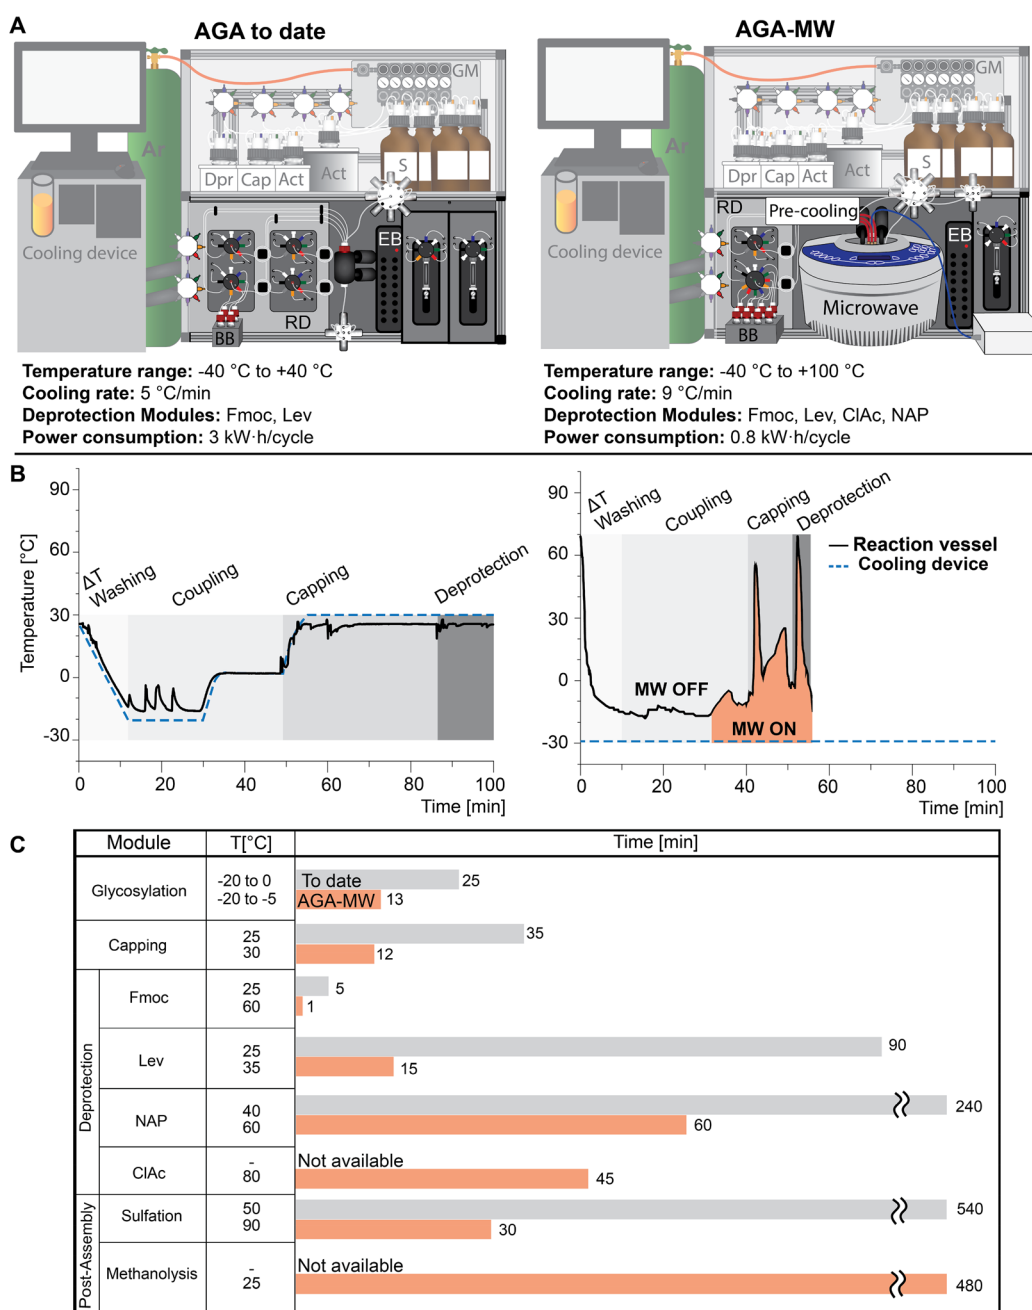 A
AGA to date
AGA-MW
GM
GM
Ar
Ar
S
S
Dpr Cap Act Act
Dpr Cap Act Act
Cooling device
Cooling device
RD
Pre-cooling
EB
EB
Microwave
RD
BB
BB
Temperature range: -40 °C to +40 °C
Cooling rate: 5 °C/min
Deprotection Modules: Fmoc, Lev
Power consumption: 3 kW·h/cycle
Temperature range: -40 °C to +100 °C
Cooling rate: 9 °C/min
Deprotection Modules: Fmoc, Lev, ClAc, NAP
Power consumption: 0.8 kW·h/cycle
B
Temperature [°C]
90
60
30
0
-30
ΔT
Washing
Coupling
Capping
Deprotection
0 20 40 60 80 100
Time [min]
90
60
30
0
-30
ΔT
Washing
Coupling
Capping
Deprotection
MW OFF
MW ON
Reaction vessel
Cooling device
0 20 40 60 80 100
Time [min]
C
Module T[°C] Time [min]
Glycosylation
-20 to 0
-20 to -5
To date 25
AGA-MW 13
Capping
25
30
35
12
Deprotection
Fmoc
25
60
5
1
Lev
25
35
90
15
NAP
40
60
240
60
ClAc
-
80
Not available
45
Post-Assembly
Sulfation
50
90
540
30
Methanolysis
-
25
Not available
480